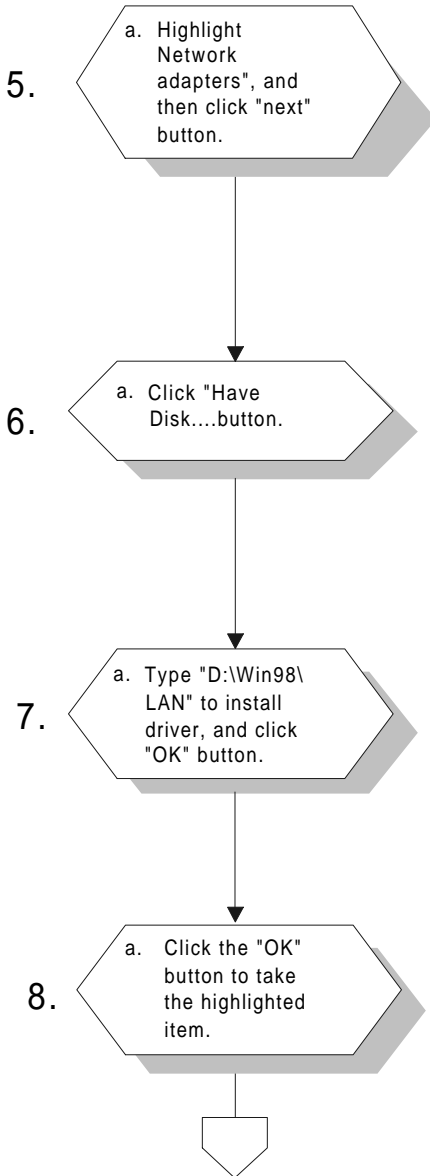 5.
a. Highlight
Network
adapters", and
then click "next"
button.
6.
a. Click "Have
Disk....button.
7.
a. Type "D:\Win98\
LAN" to install
driver, and click
"OK" button.
8.
a. Click the "OK"
button to take
the highlighted
item.